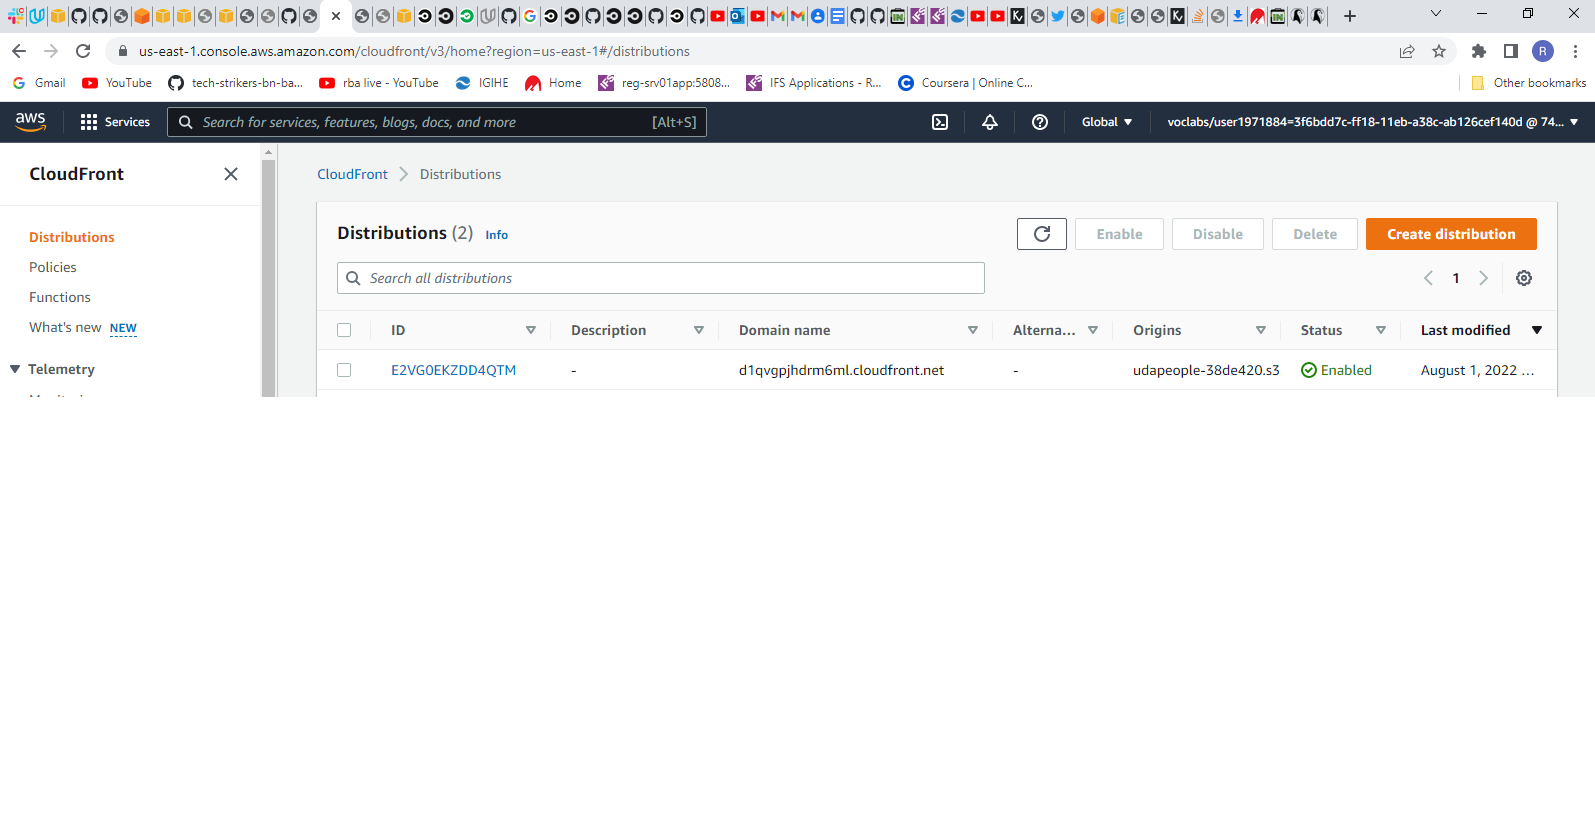 us-east-1.console.aws.amazon.com/cloudfront/v3/home?region=us-east-1#/distributions
R
Gmail YouTube tech-strikers-bn-ba... rba live - YouTube IGIHE Home reg-srv01app:5808... IFS Applications - R... Coursera | Online C... Other bookmarks
aws Services Search for services, features, blogs, docs, and more [Alt+S] Global voclabs/user1971884=3f6bdd7c-ff18-11eb-a38c-ab126cef140d @ 74...
CloudFront
CloudFront Distributions
Distributions
Policies
Functions
What's new NEW
Telemetry
Distributions (2) Info
Enable Disable Delete Create distribution
Search all distributions
1
ID Description Domain name Alterna... Origins Status Last modified
E2VG0EKZDD4QTM - d1qvgpjhdrm6ml.cloudfront.net - udapeople-38de420.s3 Enabled August 1, 2022 ...